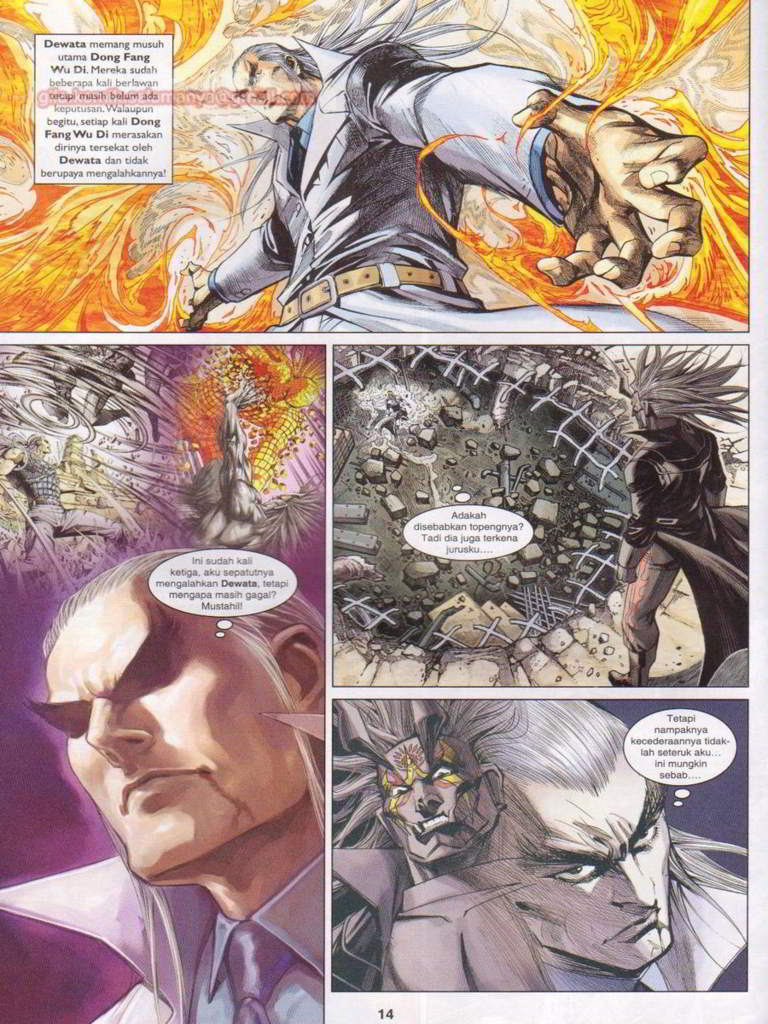 Dewata memang musuh
utama Dong Fang
Wu Di. Mereka sudah
beberapa kali berlawan
tetapi masih belum ada
keputusan. Walaupun
begitu, setiap kali Dong
Fang Wu Di merasakan
dirinya tersekat oleh
Dewata dan tidak
berupaya mengalahkannya!
Ini sudah kali
ketiga, aku sepatutnya
mengalahkan Dewata, tetapi
mengapa masih gagal?
Mustahil!
Adakah
disebabkan topengnya?
Tadi dia juga terkena
jurusku....
Tetapi
nampaknya
kecederaannya tidak-
lah seteruk aku...
ini mungkin
sebab....
14